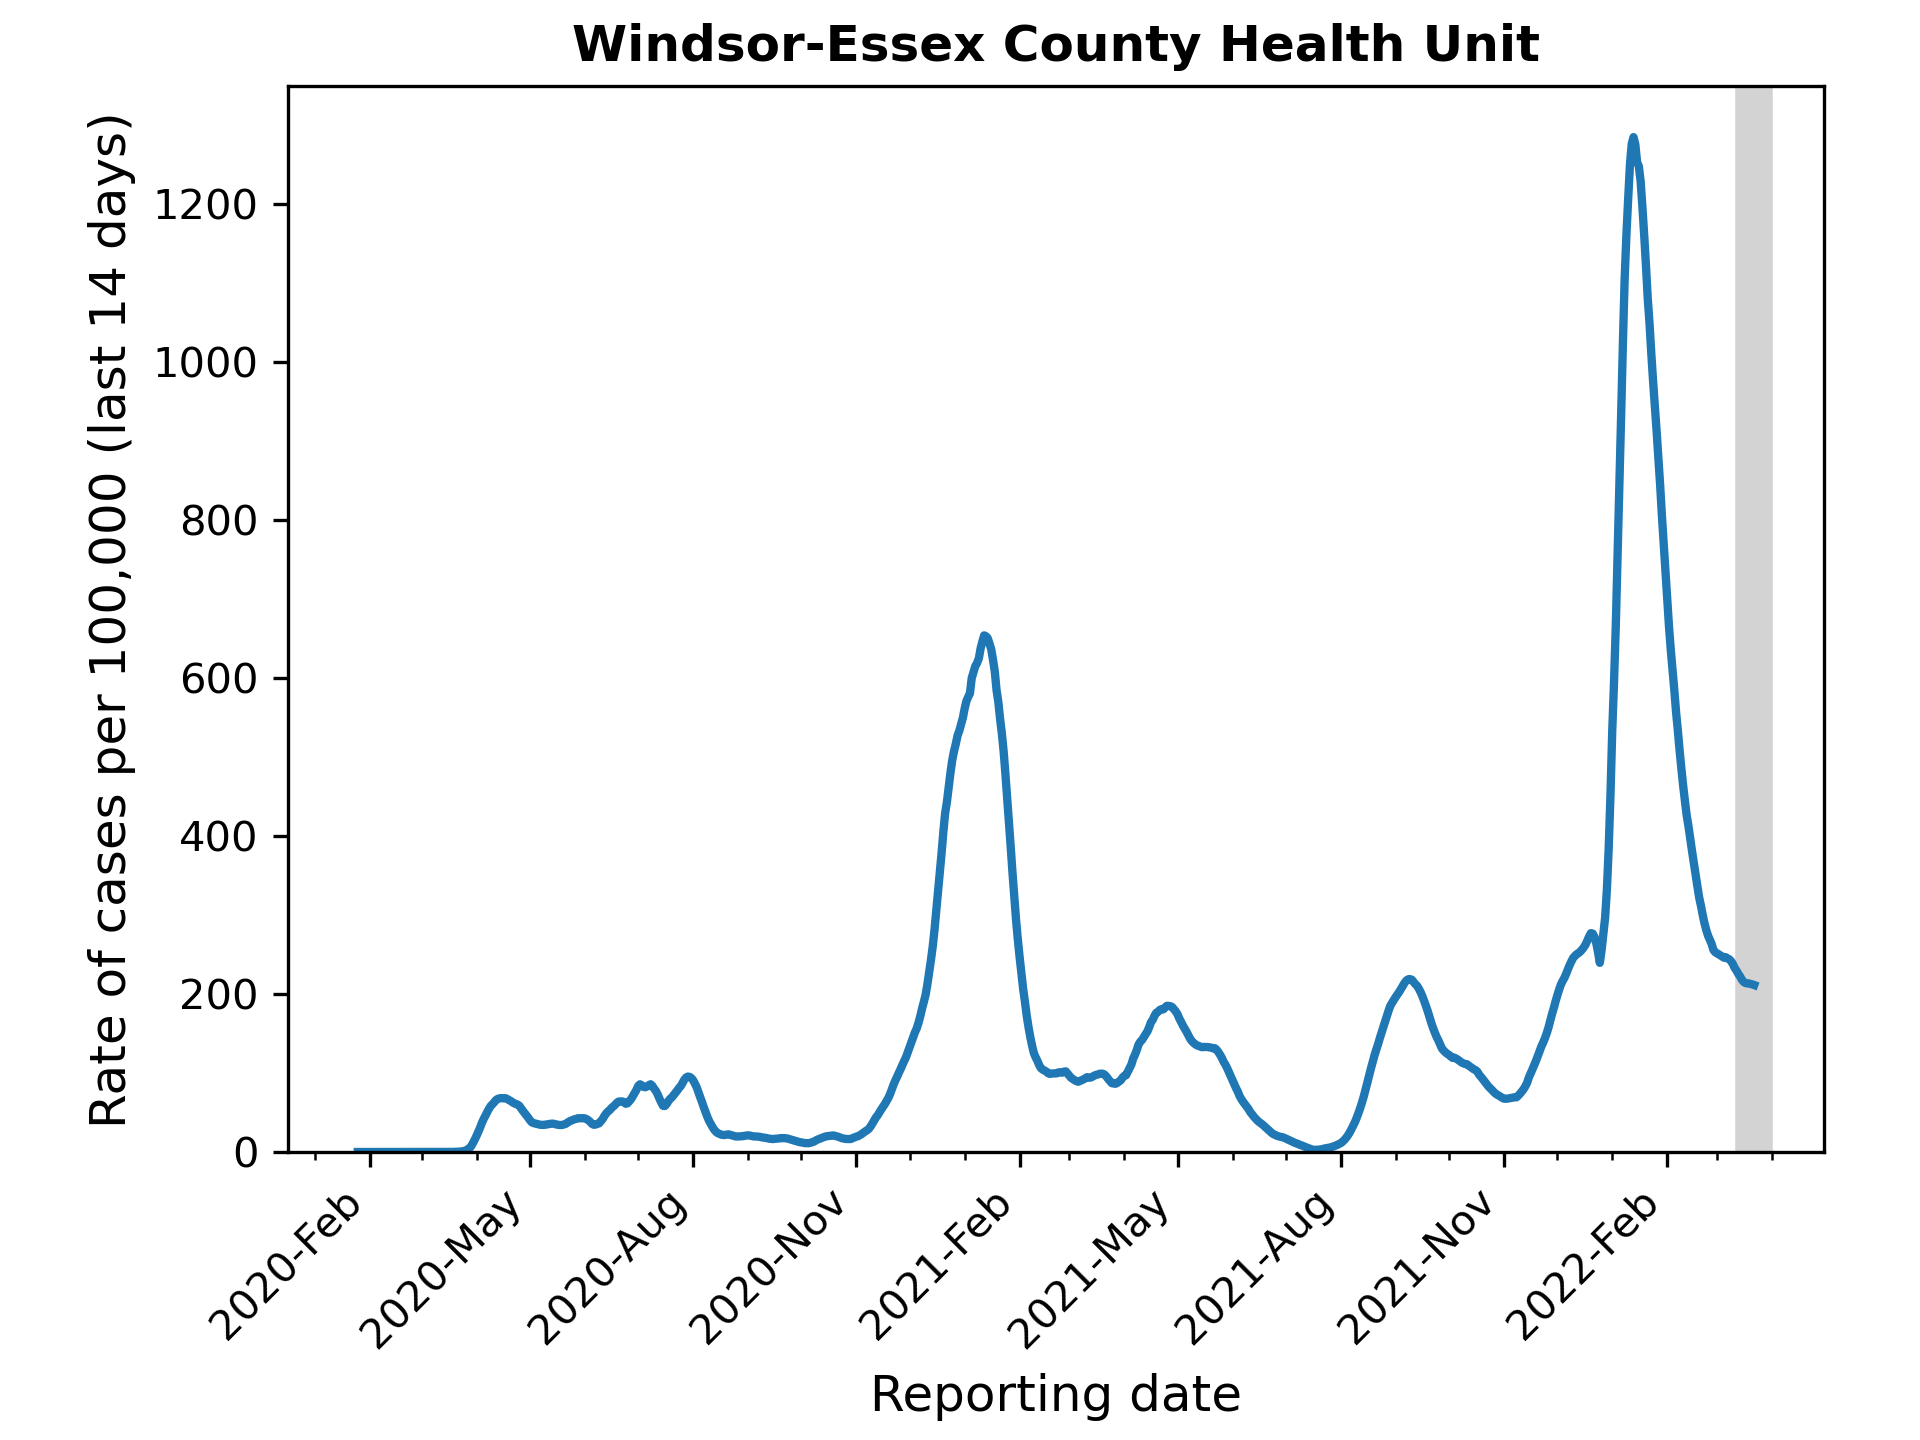 Windsor-Essex County Health Unit
Rate of cases per 100,000 (last 14 days)
1200
1000
800
600
400
200
0
2020-Feb
2020-May
2020-Aug
2020-Nov
2021-Feb
2021-May
2021-Aug
2021-Nov
2022-Feb
Reporting date